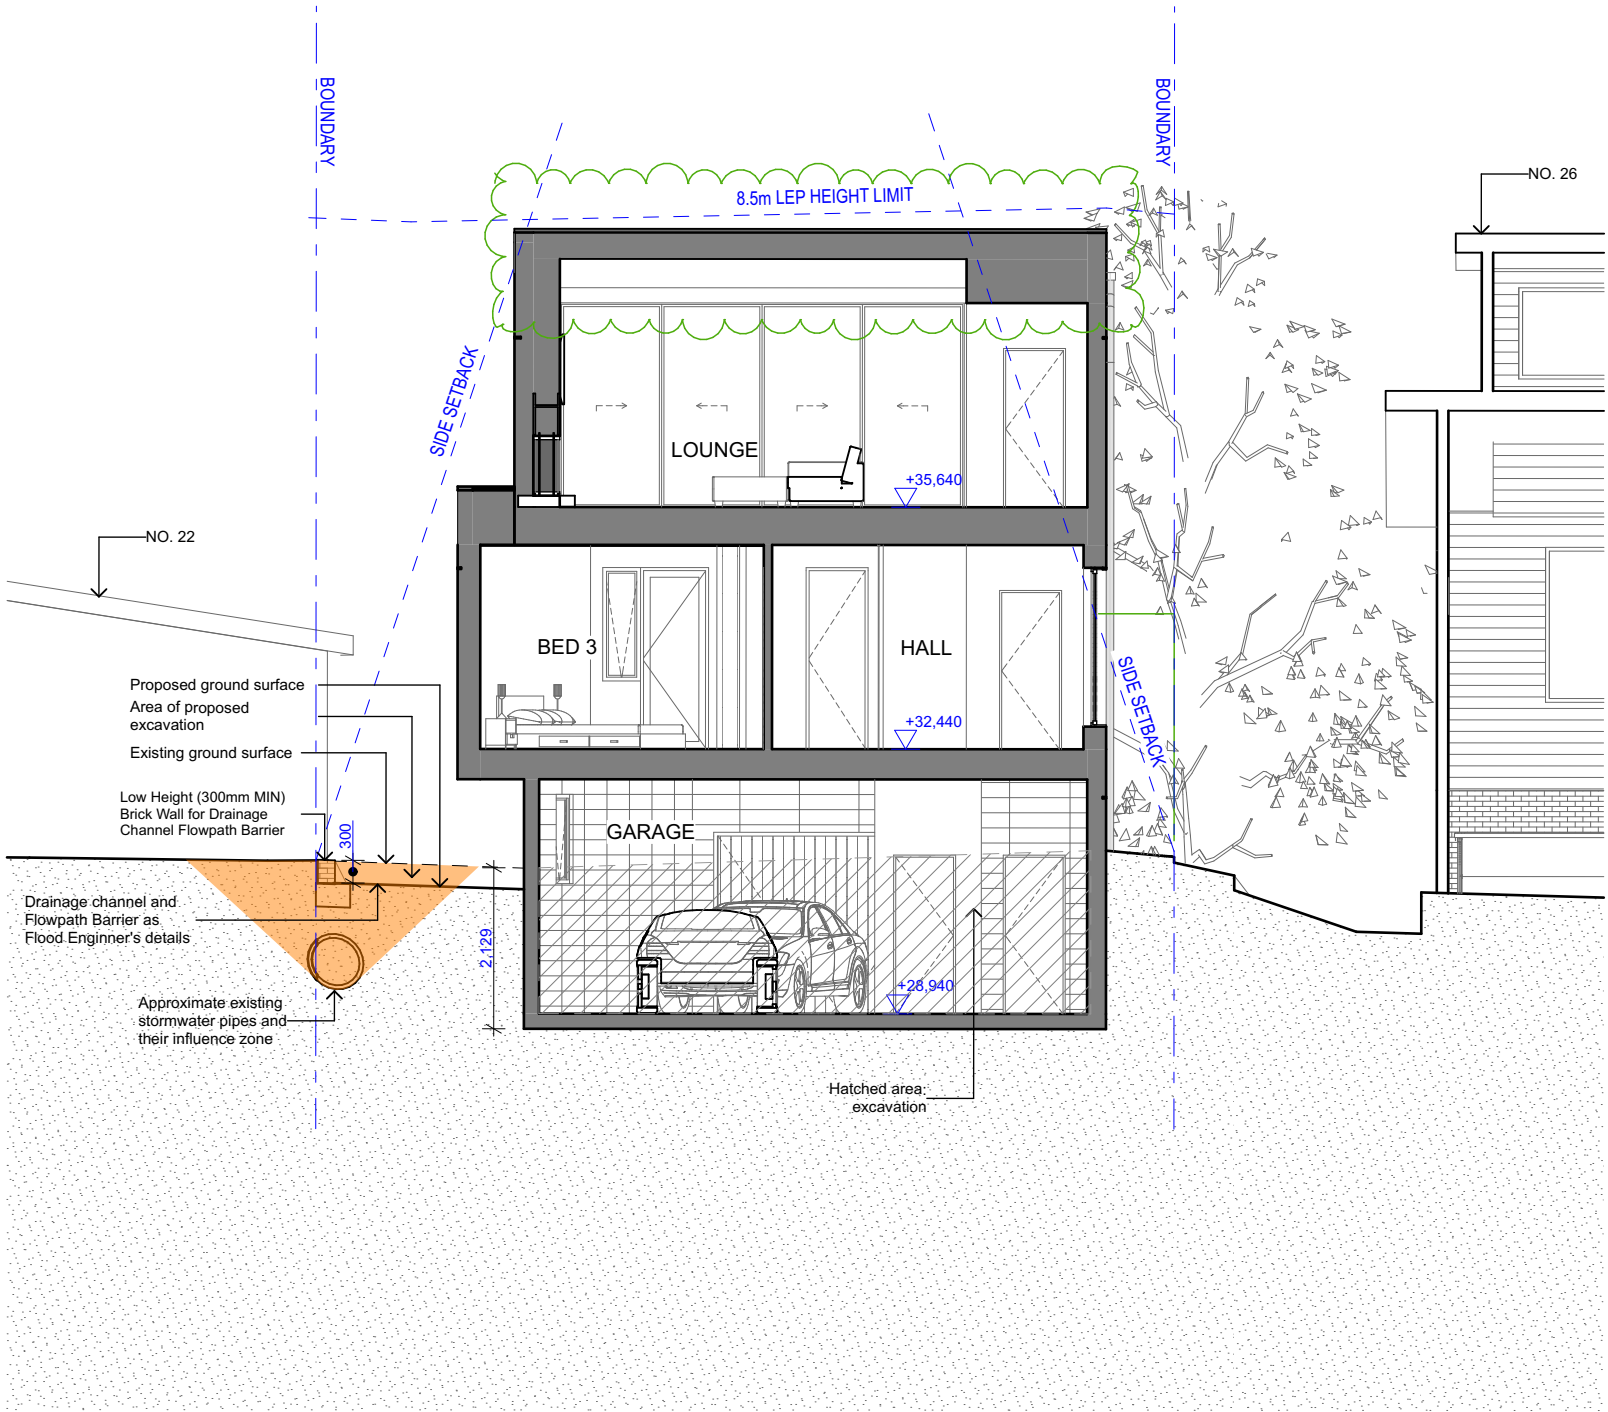 BOUNDARY
BOUNDARY
NO. 26
8.5m LEP HEIGHT LIMIT
SIDE SETBACK
LOUNGE
+35,640
NO. 22
BED 3
HALL
SIDE SETBACK
Proposed ground surface
Area of proposed
excavation
+32,440
Existing ground surface
Low Height (300mm MIN)
Brick Wall for Drainage
Channel Flowpath Barrier
300
GARAGE
Drainage channel and
Flowpath Barrier as
Flood Enginner's details
2,129
+28,940
Approximate existing
stormwater pipes and
their influence zone
Hatched area:
excavation